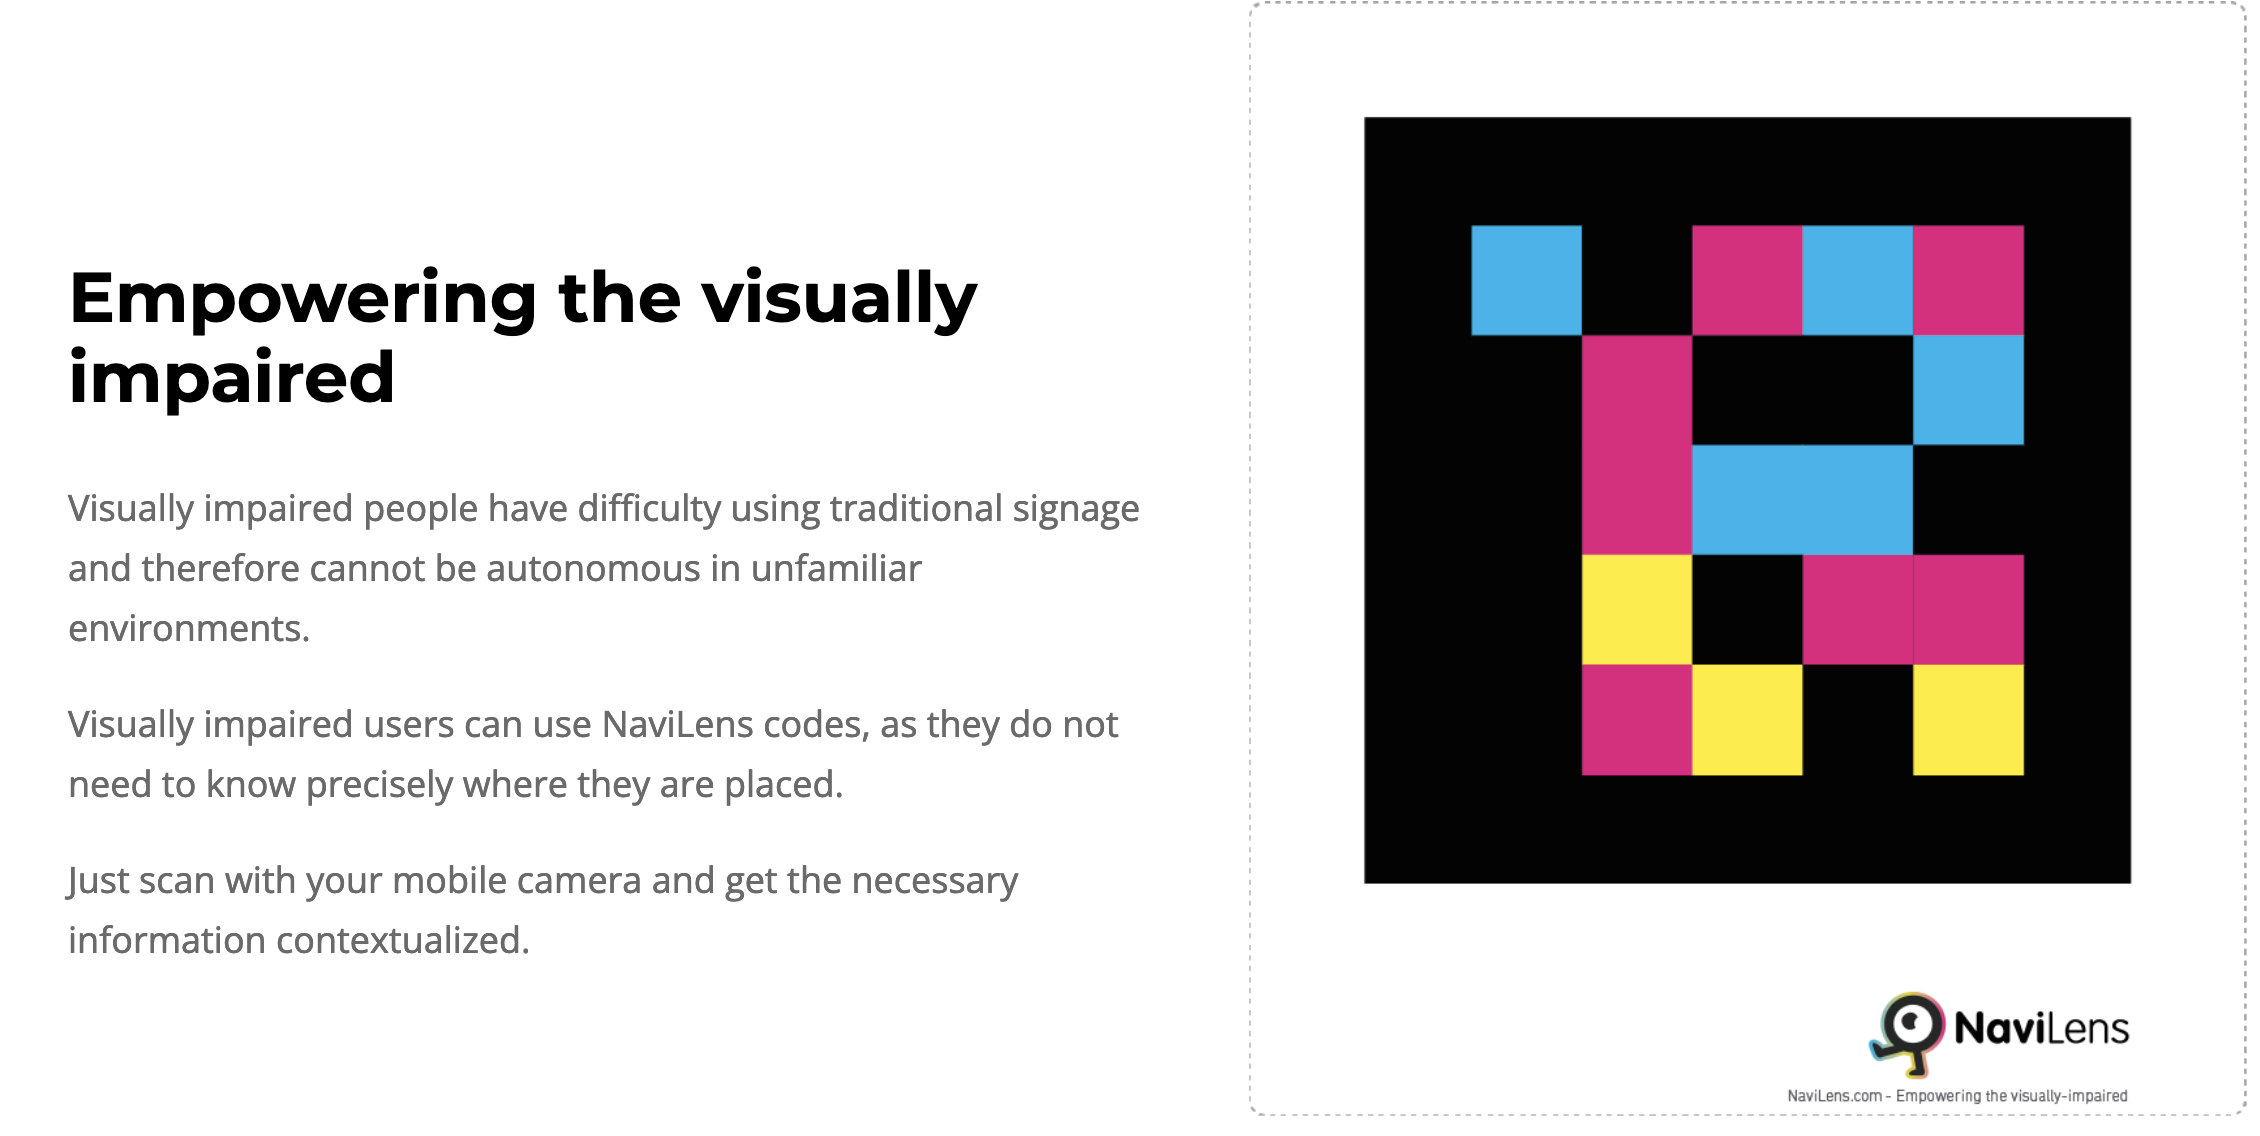 Empowering the visually
impaired
Visually impaired people have difficulty using traditional signage
and therefore cannot be autonomous in unfamiliar
environments.
Visually impaired users can use NaviLens codes, as they do not
need to know precisely where they are placed.
Just scan with your mobile camera and get the necessary
information contextualized.
NaviLens
NaviLens.com - Empowering the visually-impaired